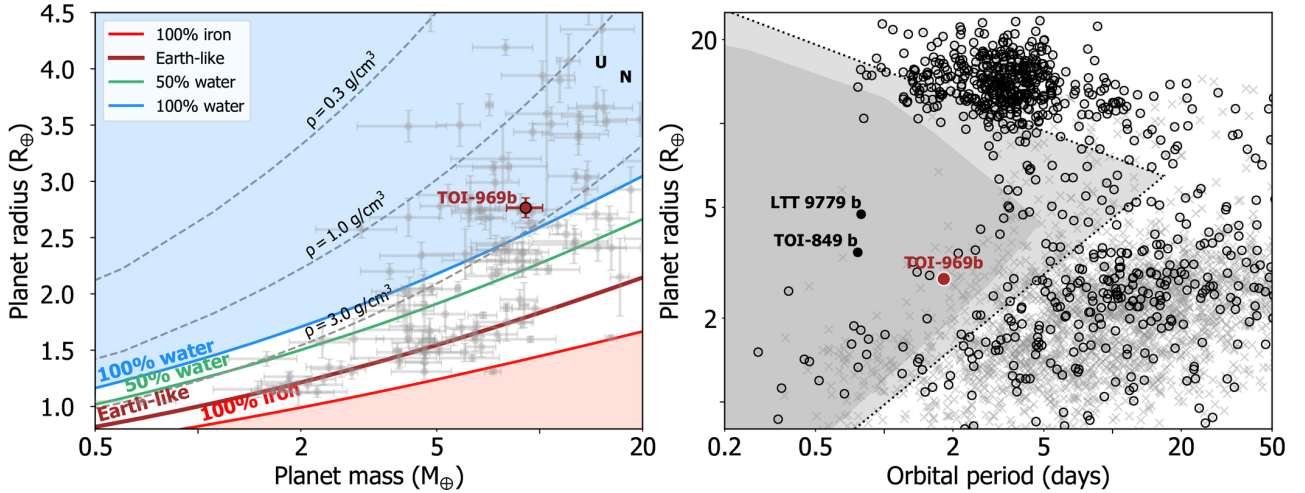 4.5
4.0
3.5
3.0
2.5
2.0
1.5
1.0
Planet radius (R⊕)
100% iron
Earth-like
50% water
100% water
ρ = 0.3 g/cm³
ρ = 1.0 g/cm³
ρ = 3.0 g/cm³
U
N
TOI-969b
100% water
50% water
Earth-like
100% iron
0.5
2
5
20
Planet mass (M⊕)
20
5
2
Planet radius (R⊕)
LTT 9779 b
TOI-849 b
TOI-969b
0.2
0.5
2
5
20
50
Orbital period (days)